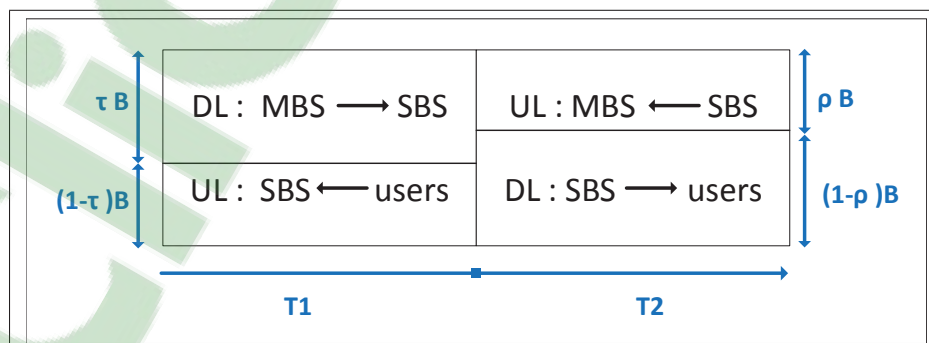 τ B
DL : MBS → SBS
UL : MBS ← SBS
ρ B
(1-τ )B
UL : SBS ← users
DL : SBS → users
(1-ρ )B
T1
T2